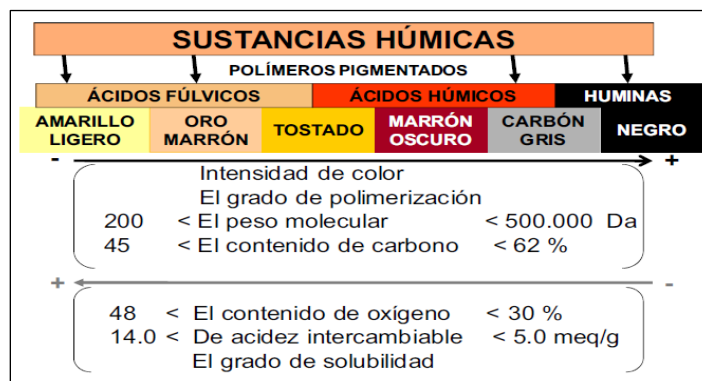 SUSTANCIAS HÚMICAS
POLÍMEROS PIGMENTADOS
ÁCIDOS FÚLVICOS ÁCIDOS HÚMICOS HUMINAS
AMARILLO LIGERO ORO MARRÓN TOSTADO MARRÓN OSCURO CARBÓN GRIS NEGRO
- +
Intensidad de color
El grado de polimerización
200 < El peso molecular < 500.000 Da
45 < El contenido de carbono < 62 %
+ -
48 < El contenido de oxígeno < 30 %
14.0 < De acidez intercambiable < 5.0 meq/g
El grado de solubilidad